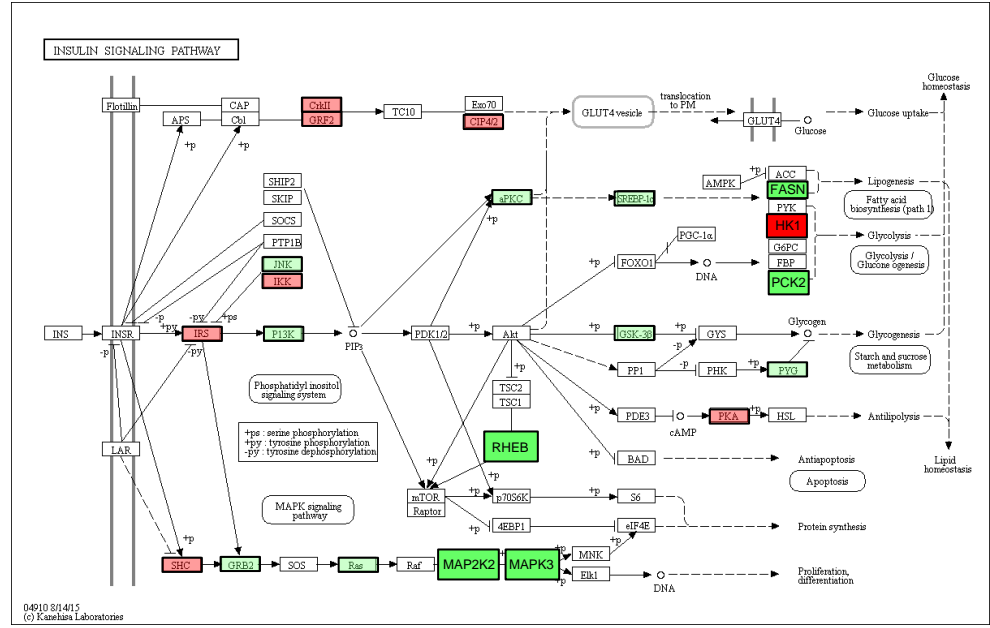 INSULIN SIGNALING PATHWAY
Flotillin
CAP
APS
Cbl
CrkII
GRF2
TC10
Exo70
CIP4/2
GLUT4 vesicle
translocation
to PM
GLUT4
Glucose
Glucose uptake
Glucose
homeostasis
+p
+p
SHIP2
SKIP
SOCS
PTP1B
JNK
IKK
aPKC
+p
SREBP-1c
AMPK
+p
ACC
FASN
Lipogenesis
Fatty acid
biosynthesis (path 1)
PYK
HK1
G6PC
FBP
PCK2
Glycolysis
Glycolysis /
Glucone ogenesis
PGC-1α
+p
FOXO1
DNA
INS
INSR
-p
+py
-py
+ps
IRS
-p
-py
PI3K
PIP3
PDK1/2
+p
Akt
+p
GSK-3β
+p
GYS
Glycogen
Glycogenesis
Starch and sucrose
metabolism
+p
PP1
-p
-p
PHK
+p
PYG
Phosphatidyl inositol
signaling system
+p
TSC2
TSC1
+p
PDE3
cAMP
PKA
+p
HSL
Antilipolysis
+ps : serine phosphorylation
+py : tyrosine phosphorylation
-py : tyrosine dephosphorylation
LAR
RHEB
+p
BAD
Antiapoptosis
Apoptosis
Lipid
homeostasis
+p
+p
MAPK signaling
pathway
mTOR
Raptor
+p
p70S6K
+p
S6
+p
4EBP1
eIF4E
Protein synthesis
+p
SHC
GRB2
SOS
Ras
Raf
MAP2K2
+p
MAPK3
+p
MNK
+p
+p
Elk1
DNA
Proliferation,
differentiation
04910 8/14/15
(c) Kanehisa Laboratories